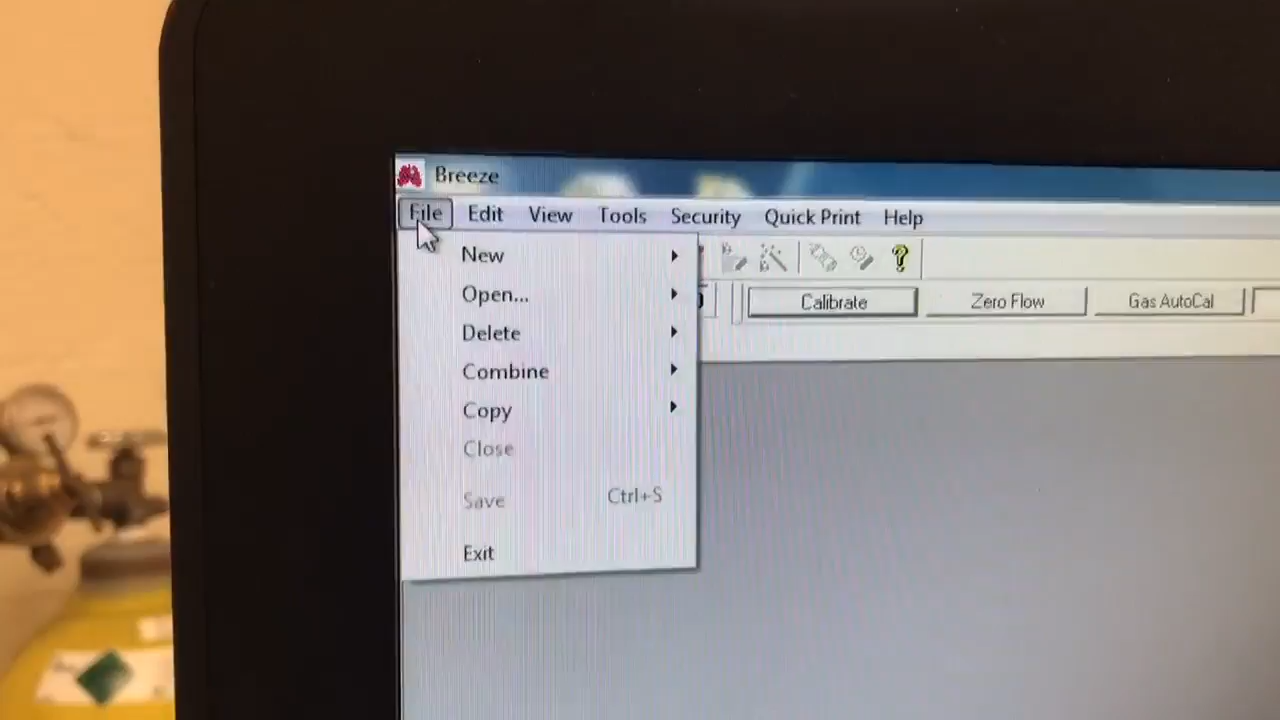 Breeze
File Edit View Tools Security Quick Print Help
New
Open...
Delete
Combine
Copy
Close
Save Ctrl+S
Exit
?
Calibrate Zero Flow Gas AutoCal